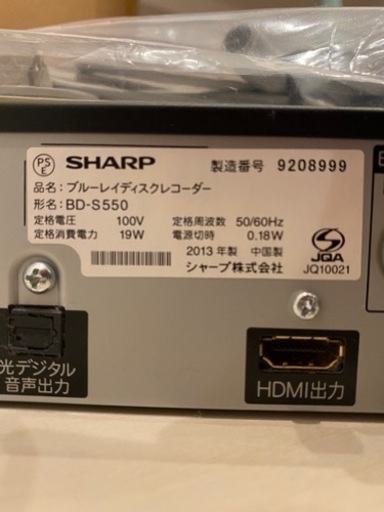 PS
E
SHARP 製造番号 9208999
品名：ブルーレイディスクレコーダー
形名：BD-S550
定格電圧 100V 定格周波数 50/60Hz
定格消費電力 19W 電源切時 0.18W
2013 年製 中国製
シャープ株式会社
JQA
JQ10021
光デジタル
音声出力
HDMI出力